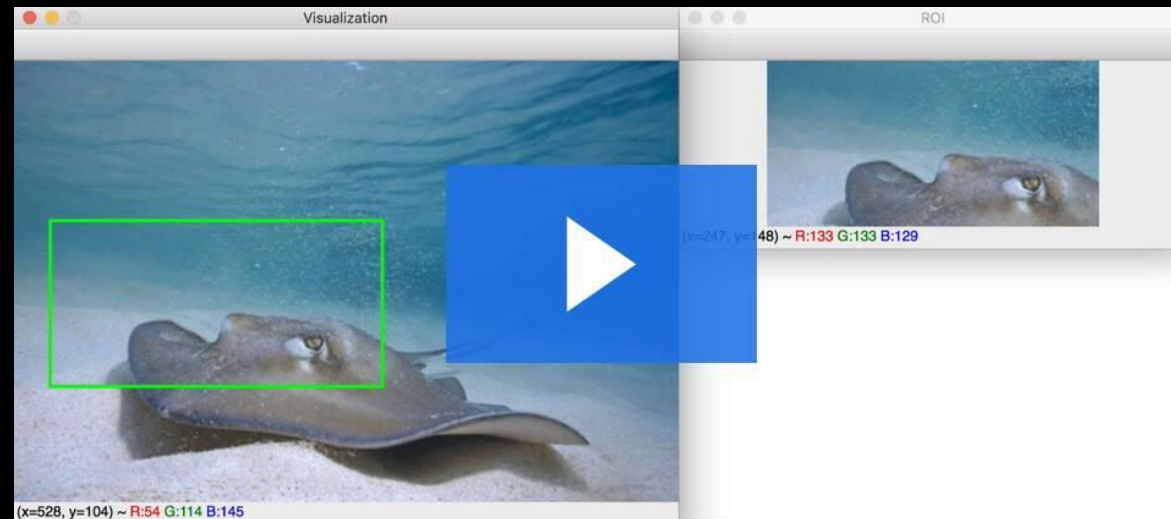 Visualization
ROI
(x=247, y=148) ~ R:133 G:133 B:129
(x=528, y=104) ~ R:54 G:114 B:145